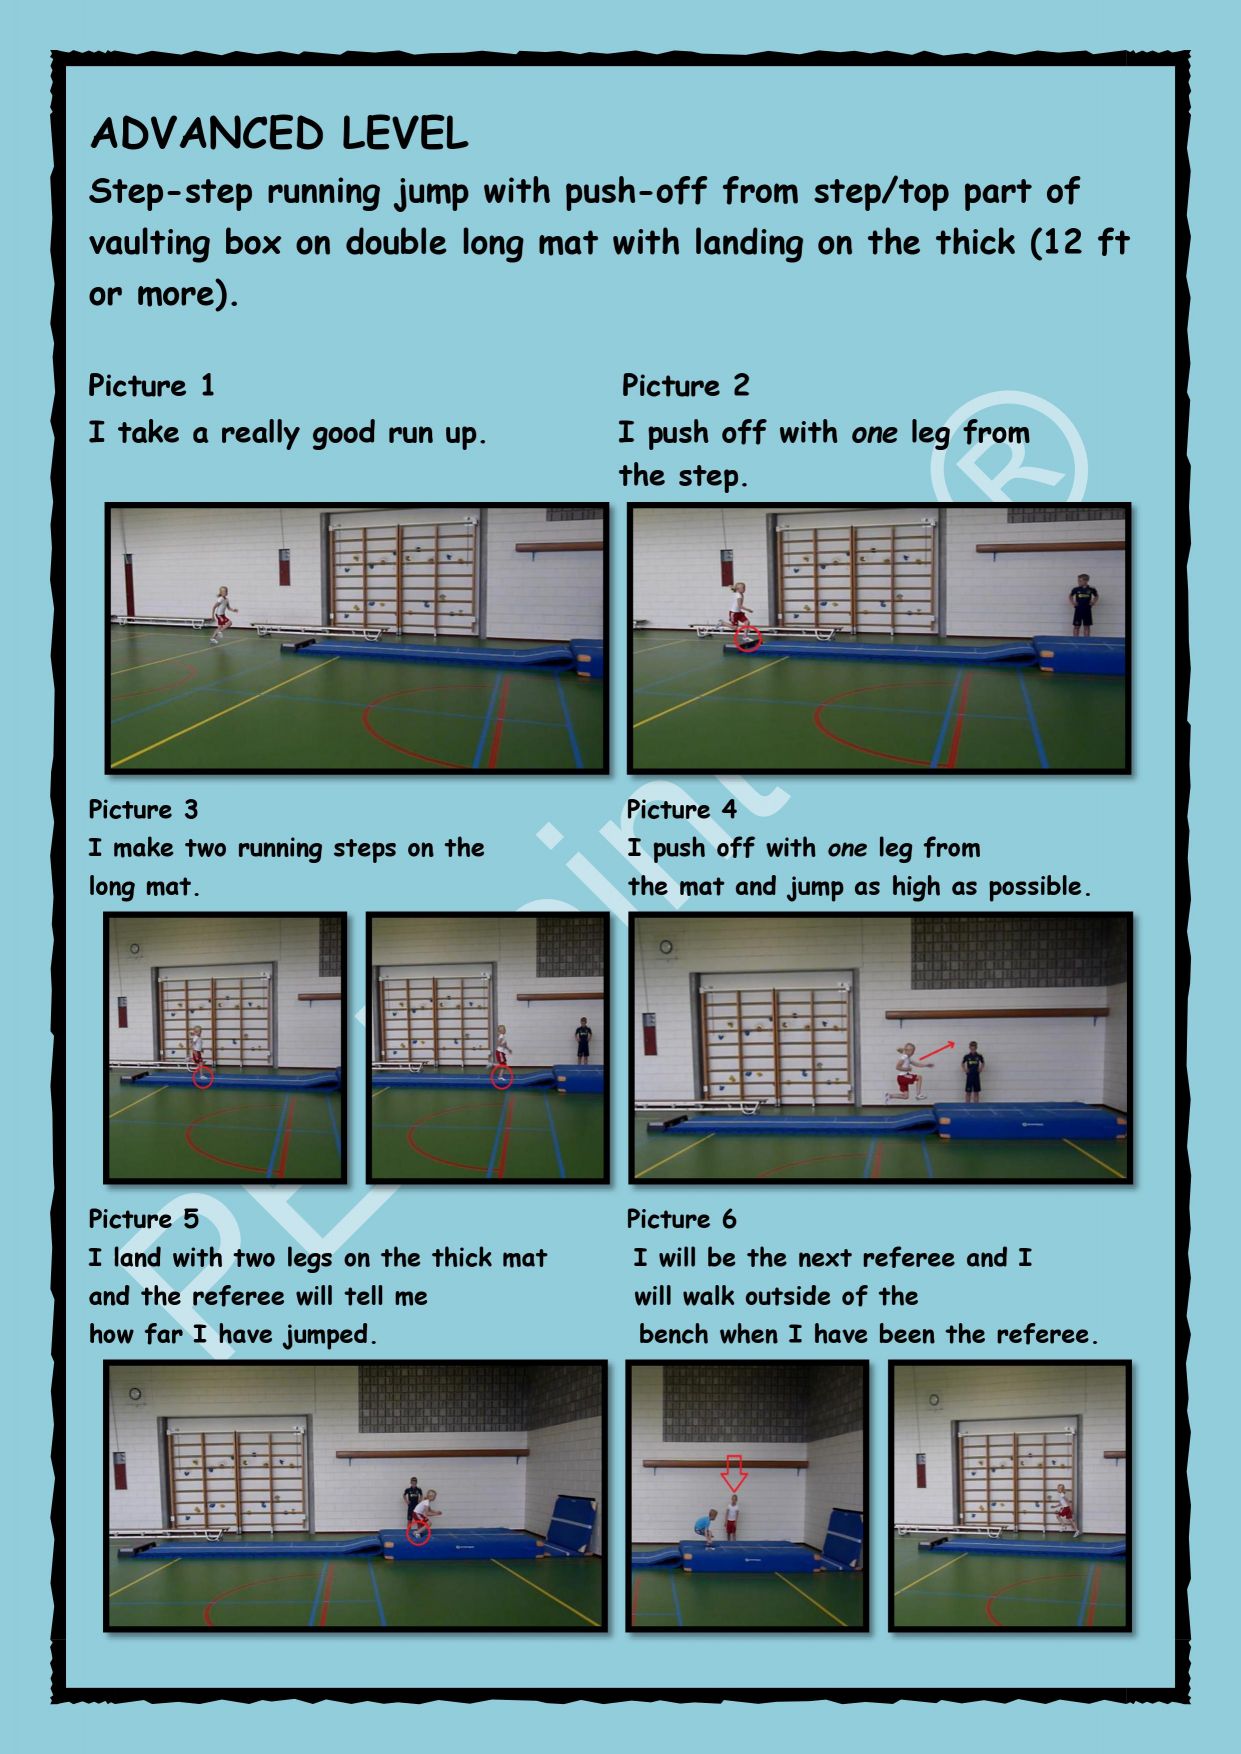 ADVANCED LEVEL
Step-step running jump with push-off from step/top part of
vaulting box on double long mat with landing on the thick (12 ft
or more).
Picture 1
I take a really good run up.
Picture 2
I push off with one leg from
the step.
Picture 3
I make two running steps on the
long mat.
Picture 4
I push off with one leg from
the mat and jump as high as possible.
Picture 5
I land with two legs on the thick mat
and the referee will tell me
how far I have jumped.
Picture 6
I will be the next referee and I
will walk outside of the
bench when I have been the referee.